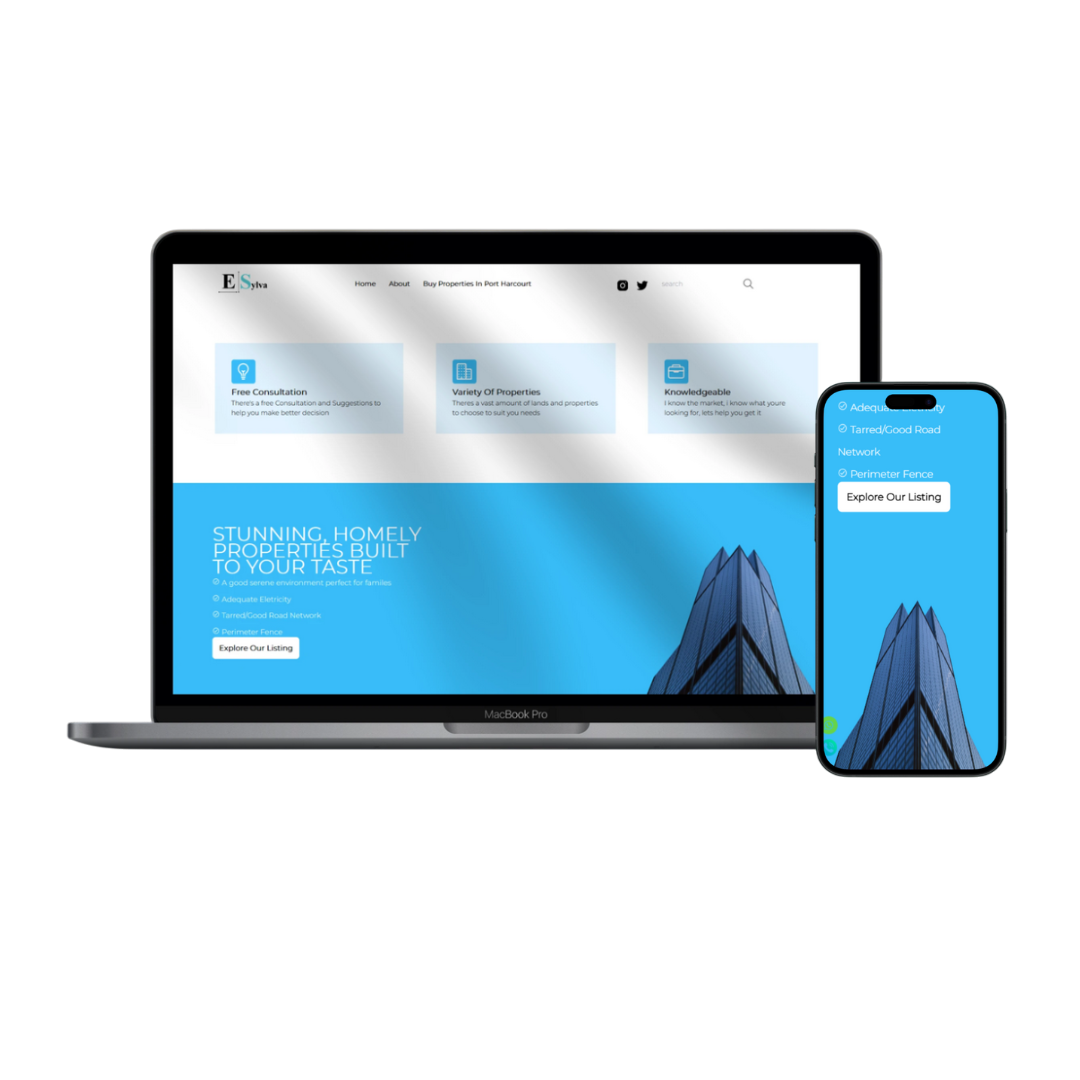 E Sylva
Home About Buy Properties In Port Harcourt search
Free Consultation
There's a free Consultation and Suggestions to
help you make better decision
Variety Of Properties
Theres a vast amount of lands and properties
to choose to suit you needs
Knowledgeable
I know the market, i know what youre
looking for, lets help you get it
STUNNING, HOMELY
PROPERTIES BUILT
TO YOUR TASTE
A good serene environment perfect for familes
Adequate Eletricity
Tarred/Good Road Network
Perimeter Fence
Explore Our Listing
MacBook Pro
Adequate Eletricity
Tarred/Good Road
Network
Perimeter Fence
Explore Our Listing